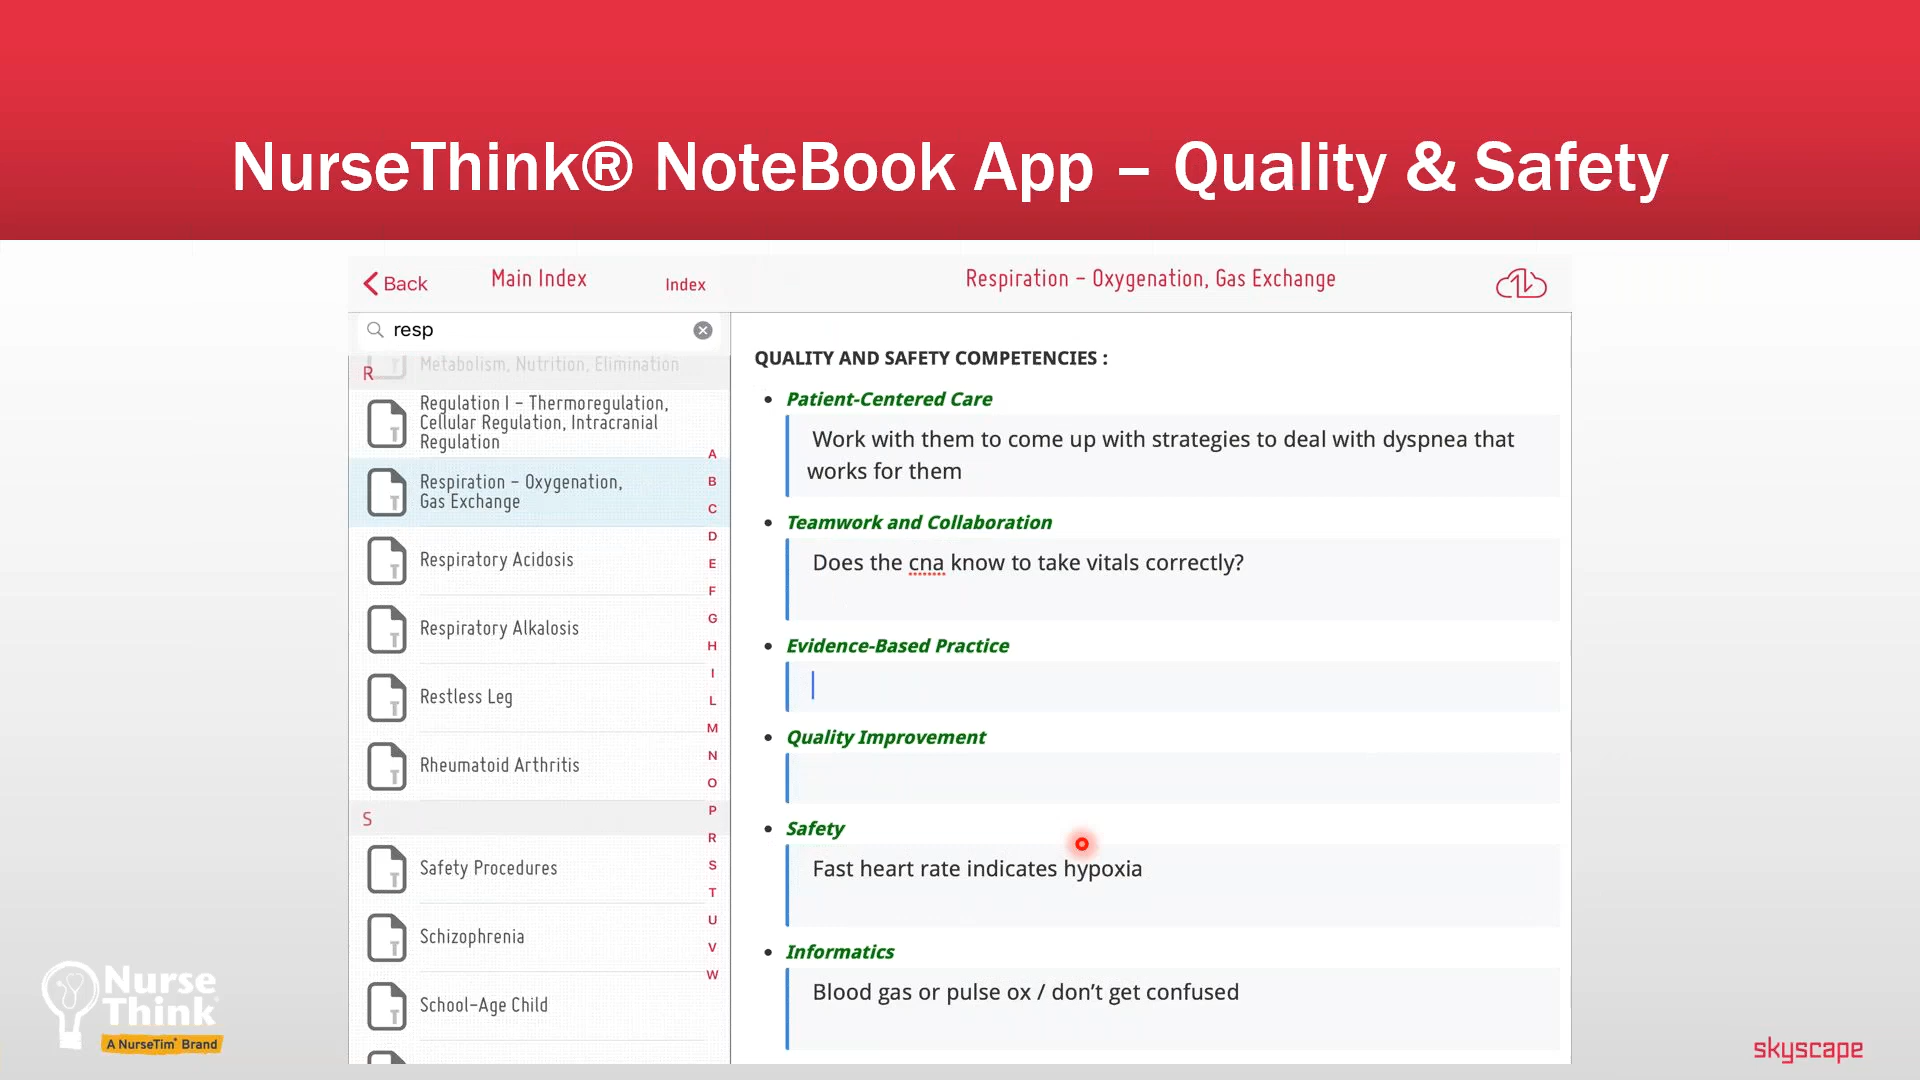 NurseThink® NoteBook App – Quality & Safety
Back
Main Index
Index
Respiration – Oxygenation, Gas Exchange
resp
Metabolism, Nutrition, Elimination
R
Regulation I – Thermoregulation,
Cellular Regulation, Intracranial
Regulation
Respiration – Oxygenation,
Gas Exchange
Respiratory Acidosis
Respiratory Alkalosis
Restless Leg
Rheumatoid Arthritis
S
Safety Procedures
Schizophrenia
School-Age Child
A
B
C
D
E
F
G
H
I
L
M
N
O
P
R
S
T
U
V
W
QUALITY AND SAFETY COMPETENCIES :
• Patient-Centered Care
Work with them to come up with strategies to deal with dyspnea that
works for them
• Teamwork and Collaboration
Does the cna know to take vitals correctly?
• Evidence-Based Practice
• Quality Improvement
• Safety
Fast heart rate indicates hypoxia
• Informatics
Blood gas or pulse ox / don’t get confused
Nurse
Think®
A NurseTim® Brand
skyscape